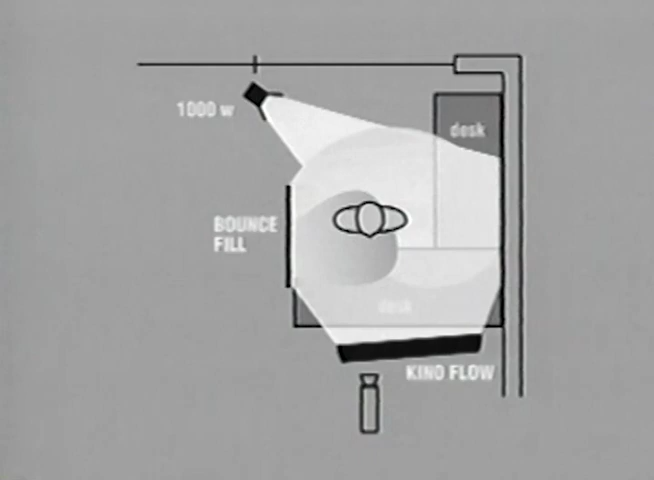 1000 w
desk
BOUNCE
FILL
desk
KINO FLOW